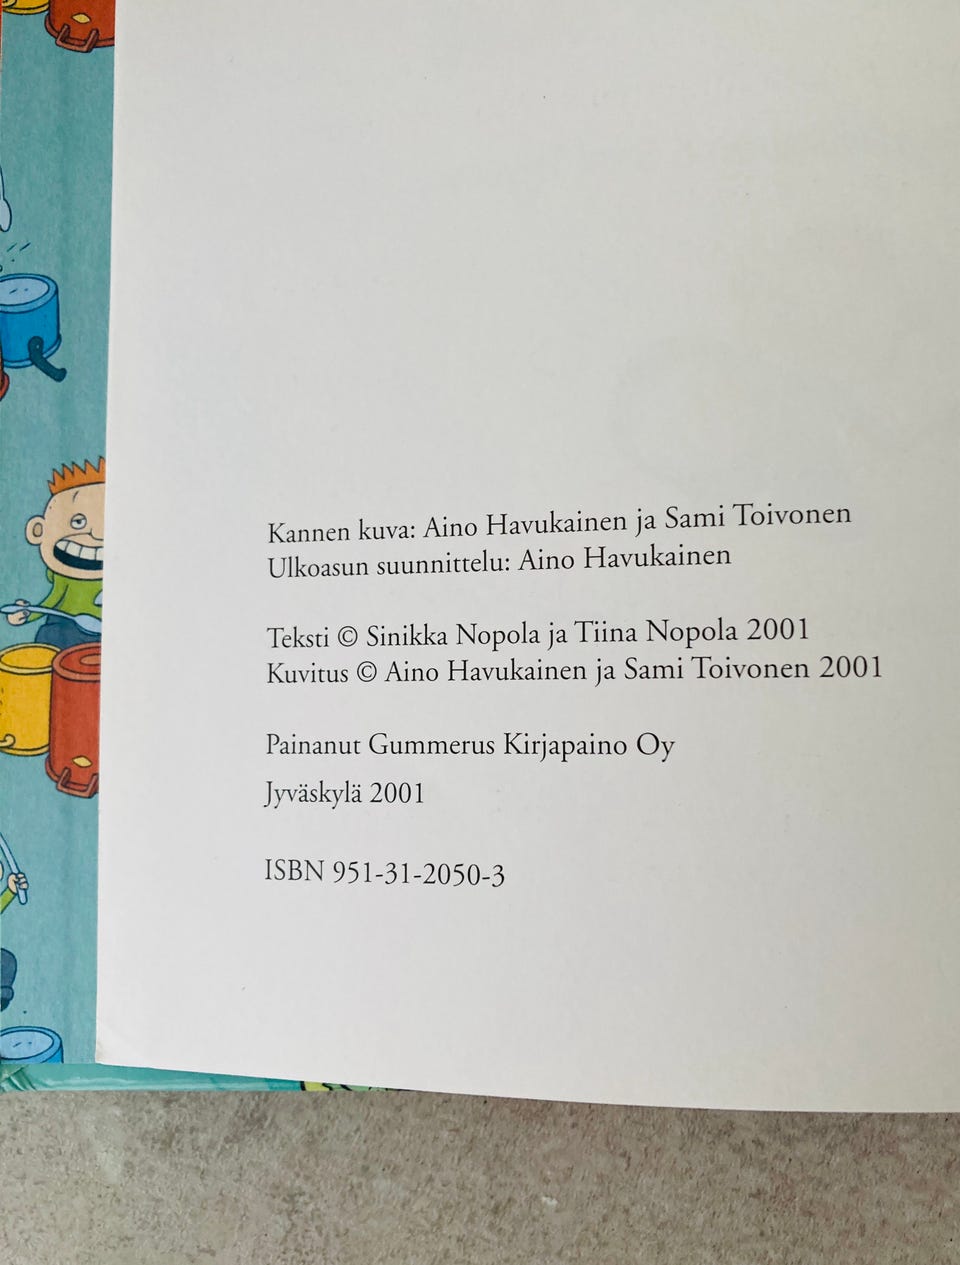 Kannen kuva: Aino Havukainen ja Sami Toivonen
Ulkoasun suunnittelu: Aino Havukainen
Teksti © Sinikka Nopola ja Tiina Nopola 2001
Kuvitus © Aino Havukainen ja Sami Toivonen 2001
Painanut Gummerus Kirjapaino Oy
Jyväskylä 2001
ISBN 951-31-2050-3